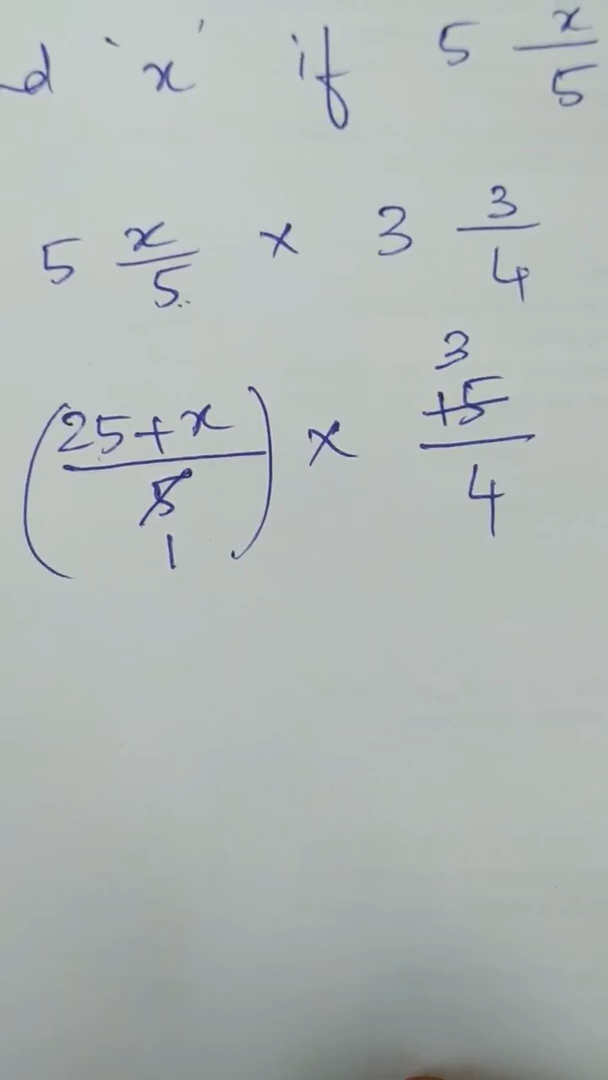 d 'x' if 5 x/5
5 x/5 × 3 3/4
3
(25+x/5) × 15/4
1